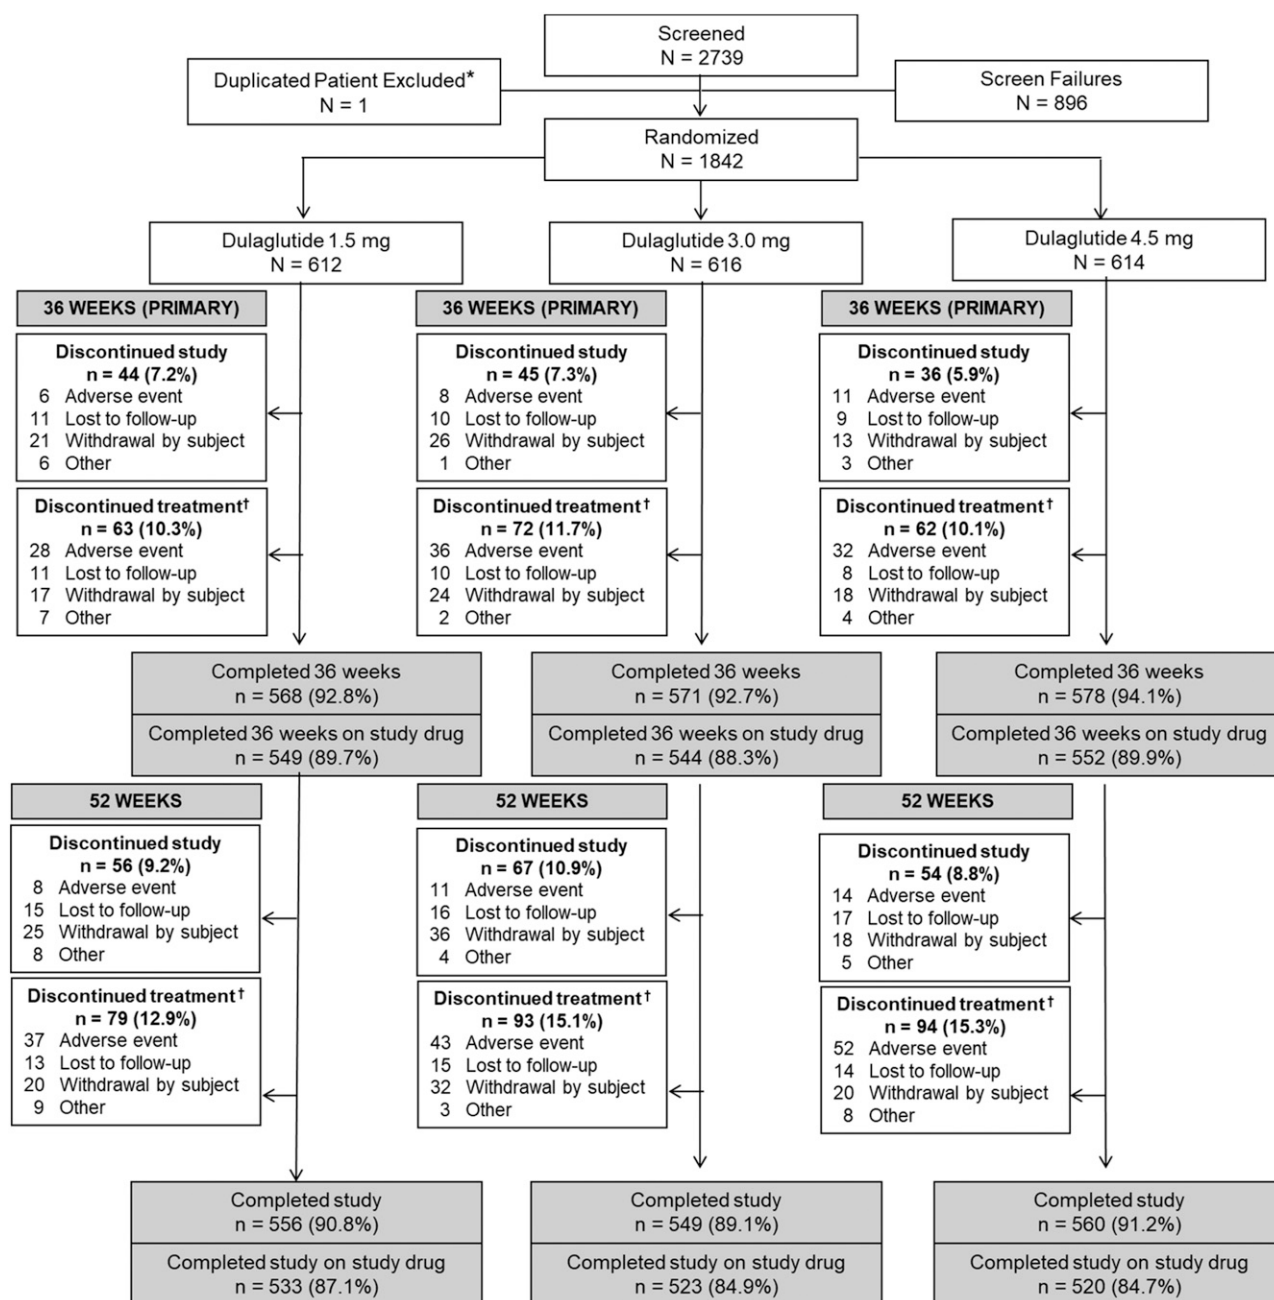 Screened
N = 2739
Duplicated Patient Excluded*
N = 1
Screen Failures
N = 896
Randomized
N = 1842
Dulaglutide 1.5 mg
N = 612
Dulaglutide 3.0 mg
N = 616
Dulaglutide 4.5 mg
N = 614
36 WEEKS (PRIMARY)
Discontinued study
n = 44 (7.2%)
6 Adverse event
11 Lost to follow-up
21 Withdrawal by subject
6 Other
Discontinued treatment†
n = 63 (10.3%)
28 Adverse event
11 Lost to follow-up
17 Withdrawal by subject
7 Other
36 WEEKS (PRIMARY)
Discontinued study
n = 45 (7.3%)
8 Adverse event
10 Lost to follow-up
26 Withdrawal by subject
1 Other
Discontinued treatment†
n = 72 (11.7%)
36 Adverse event
10 Lost to follow-up
24 Withdrawal by subject
2 Other
36 WEEKS (PRIMARY)
Discontinued study
n = 36 (5.9%)
11 Adverse event
9 Lost to follow-up
13 Withdrawal by subject
3 Other
Discontinued treatment†
n = 62 (10.1%)
32 Adverse event
8 Lost to follow-up
18 Withdrawal by subject
4 Other
Completed 36 weeks
n = 568 (92.8%)
Completed 36 weeks on study drug
n = 549 (89.7%)
Completed 36 weeks
n = 571 (92.7%)
Completed 36 weeks on study drug
n = 544 (88.3%)
Completed 36 weeks
n = 578 (94.1%)
Completed 36 weeks on study drug
n = 552 (89.9%)
52 WEEKS
Discontinued study
n = 56 (9.2%)
8 Adverse event
15 Lost to follow-up
25 Withdrawal by subject
8 Other
Discontinued treatment†
n = 79 (12.9%)
37 Adverse event
13 Lost to follow-up
20 Withdrawal by subject
9 Other
52 WEEKS
Discontinued study
n = 67 (10.9%)
11 Adverse event
16 Lost to follow-up
36 Withdrawal by subject
4 Other
Discontinued treatment†
n = 93 (15.1%)
43 Adverse event
15 Lost to follow-up
32 Withdrawal by subject
3 Other
52 WEEKS
Discontinued study
n = 54 (8.8%)
14 Adverse event
17 Lost to follow-up
18 Withdrawal by subject
5 Other
Discontinued treatment†
n = 94 (15.3%)
52 Adverse event
14 Lost to follow-up
20 Withdrawal by subject
8 Other
Completed study
n = 556 (90.8%)
Completed study on study drug
n = 533 (87.1%)
Completed study
n = 549 (89.1%)
Completed study on study drug
n = 523 (84.9%)
Completed study
n = 560 (91.2%)
Completed study on study drug
n = 520 (84.7%)